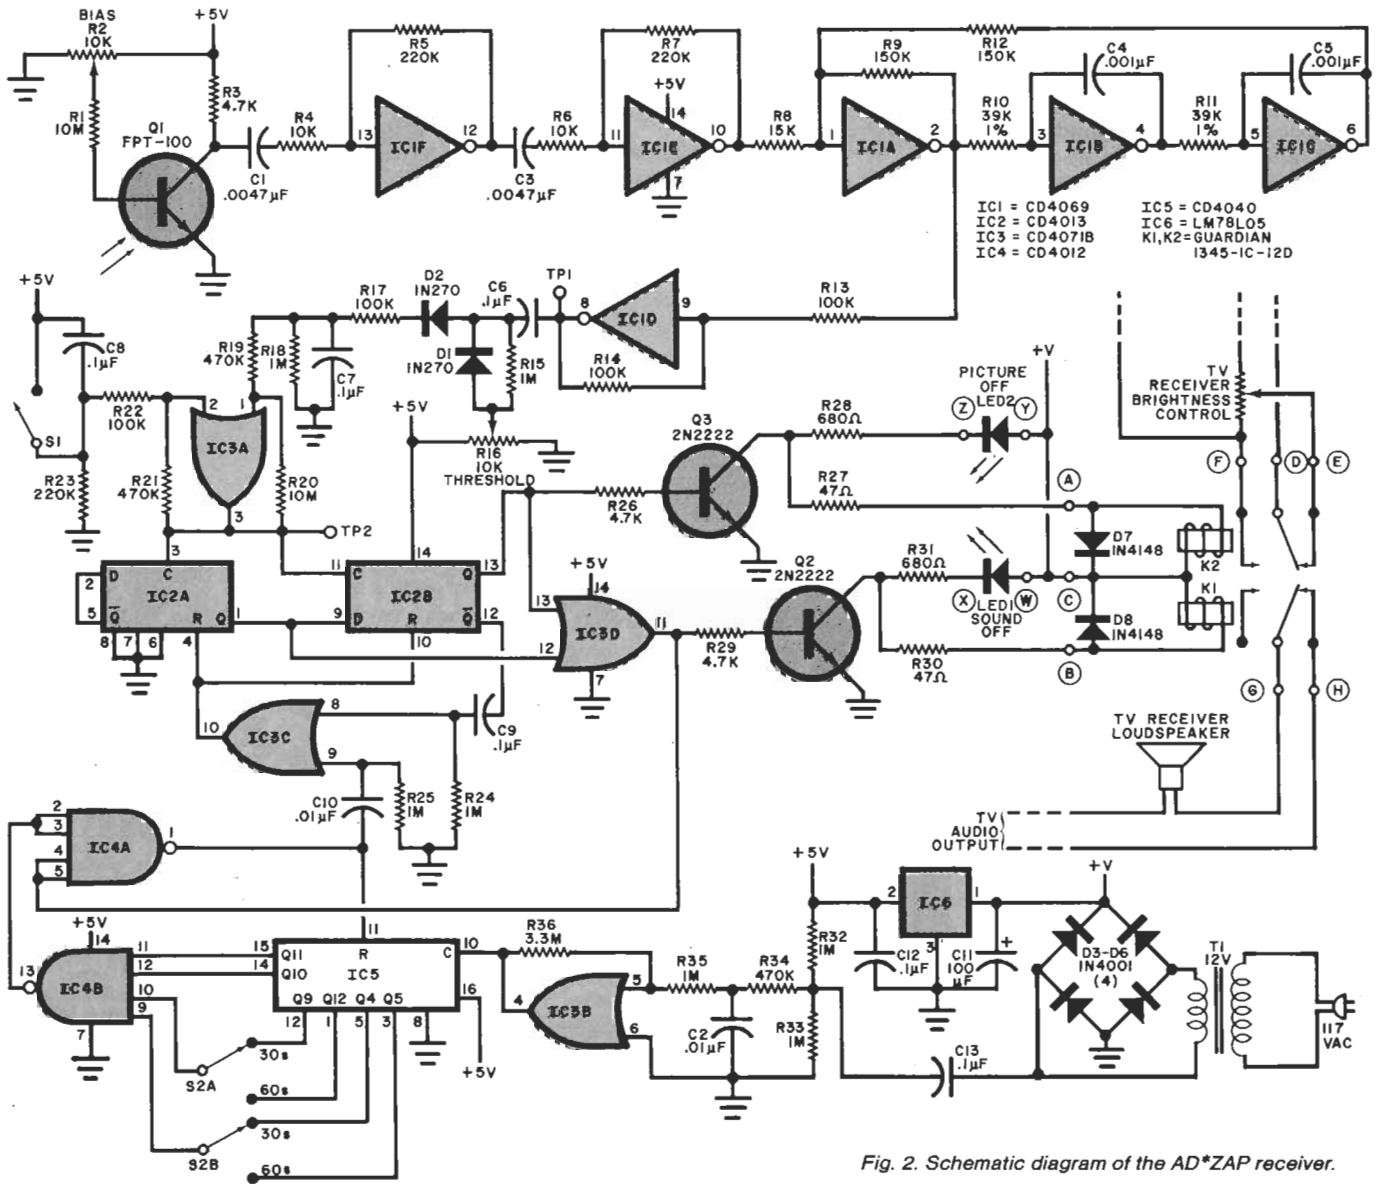 BIAS
R2
10K
+5V
R3
4.7K
R1
10M
Q1
FPT-100
C1
.0047µF
R4
10K
R5
220K
13
IC1F
12
C3
.0047µF
R6
10K
R7
220K
+5V
14
11
IC1E
10
7
R8
15K
R9
150K
R12
150K
1
IC1A
2
R10
39K
1%
C4
.001µF
3
IC1B
4
R11
39K
1%
C5
.001µF
5
IC1C
6
IC1 = CD4069
IC2 = CD4013
IC3 = CD4071B
IC4 = CD4012
IC5 = CD4040
IC6 = LM78L05
K1,K2=GUARDIAN
1345-1C-12D
+5V
C8
.1µF
S1
R22
100K
R23
220K
R21
470K
R19
470K
R18
1M
C7
.1µF
R17
100K
D2
1N270
D1
1N270
C6
.1µF
R15
1M
TP1
8
IC1D
9
R14
100K
R13
100K
2
1
IC3A
3
R20
10M
TP2
+5V
R16
10K
THRESHOLD
3
D
C
2
IC2A
5
Q̅
R
Q
1
8
7
6
4
14
11
C
Q
13
IC2B
9
D
R
Q̅
12
10
R26
4.7K
Q3
2N2222
R28
680Ω
R27
47Ω
PICTURE
OFF
LED2
Z
Y
+V
A
+5V
14
13
IC3D
11
12
7
R29
4.7K
Q2
2N2222
R31
680Ω
R30
47Ω
X
LED1
W
SOUND
OFF
C
B
D7
1N4148
D8
1N4148
K2
K1
TV
RECEIVER
BRIGHTNESS
CONTROL
F
D
E
G
H
TV RECEIVER
LOUDSPEAKER
TV
AUDIO
OUTPUT
8
10
IC3C
9
C9
.1µF
C10
.01µF
R25
1M
R24
1M
2
3
4
5
IC4A
1
+5V
14
13
IC4B
11
12
10
9
7
11
15
Q11
R
C
10
14
Q10
IC5
Q9
Q12
Q4
Q5
16
12
1
5
3
8
+5V
S2A
30s
60s
S2B
30s
60s
R36
3.3M
5
4
IC3B
6
R35
1M
R34
470K
C2
.01µF
R32
1M
R33
1M
+5V
2
IC6
1
3
C12
.1µF
C11
100
µF
+
C13
.1µF
+V
D3-D6
1N4001
(4)
T1
12V
117
VAC
Fig. 2. Schematic diagram of the AD*ZAP receiver.